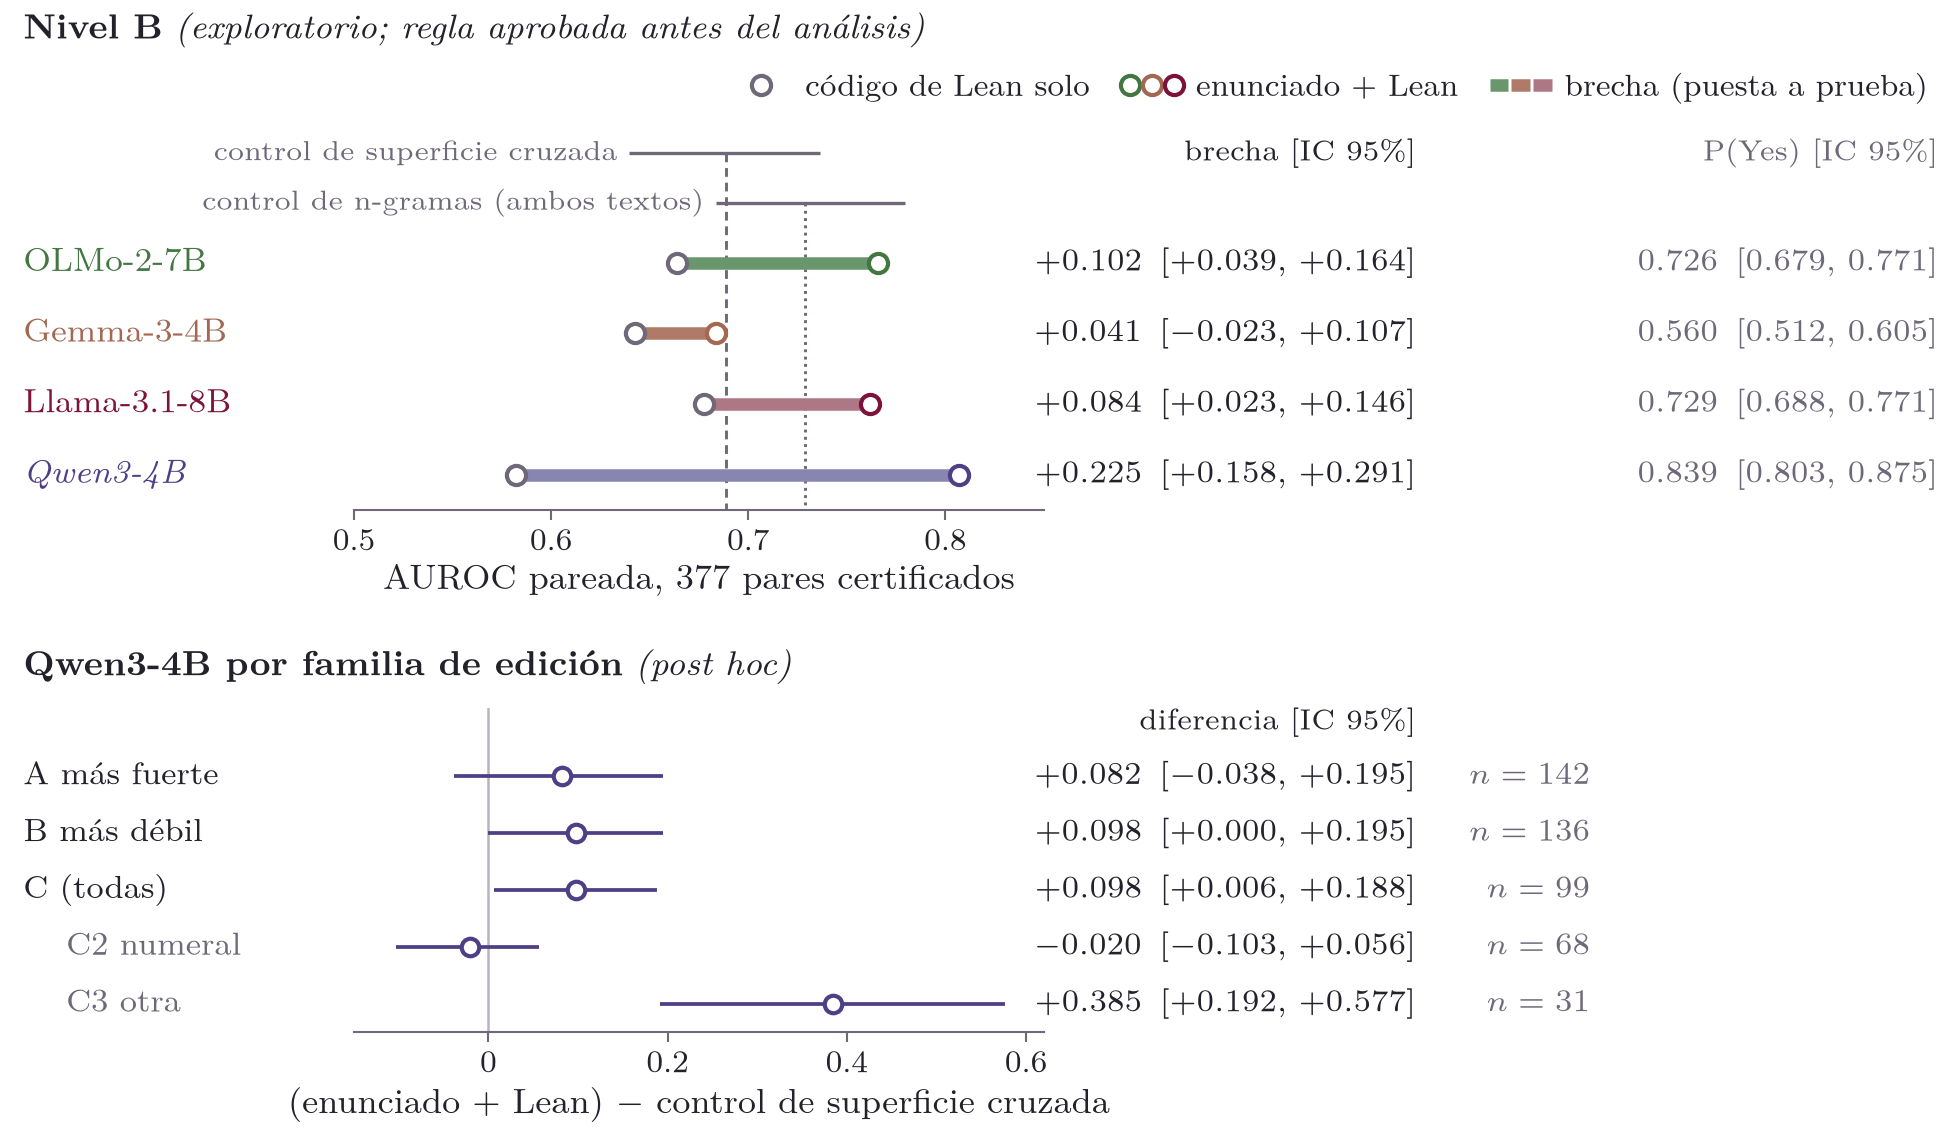 Nivel B (exploratorio; regla aprobada antes del análisis)
código de Lean solo enunciado + Lean brecha (puesta a prueba)
control de superficie cruzada brecha [IC 95%] P(Yes) [IC 95%]
control de n-gramas (ambos textos)
OLMo-2-7B +0.102 [+0.039, +0.164] 0.726 [0.679, 0.771]
Gemma-3-4B +0.041 [−0.023, +0.107] 0.560 [0.512, 0.605]
Llama-3.1-8B +0.084 [+0.023, +0.146] 0.729 [0.688, 0.771]
Qwen3-4B +0.225 [+0.158, +0.291] 0.839 [0.803, 0.875]
0.5 0.6 0.7 0.8
AUROC pareada, 377 pares certificados
Qwen3-4B por familia de edición (post hoc)
diferencia [IC 95%]
A más fuerte +0.082 [−0.038, +0.195] n = 142
B más débil +0.098 [+0.000, +0.195] n = 136
C (todas) +0.098 [+0.006, +0.188] n = 99
C2 numeral −0.020 [−0.103, +0.056] n = 68
C3 otra +0.385 [+0.192, +0.577] n = 31
0 0.2 0.4 0.6
(enunciado + Lean) − control de superficie cruzada